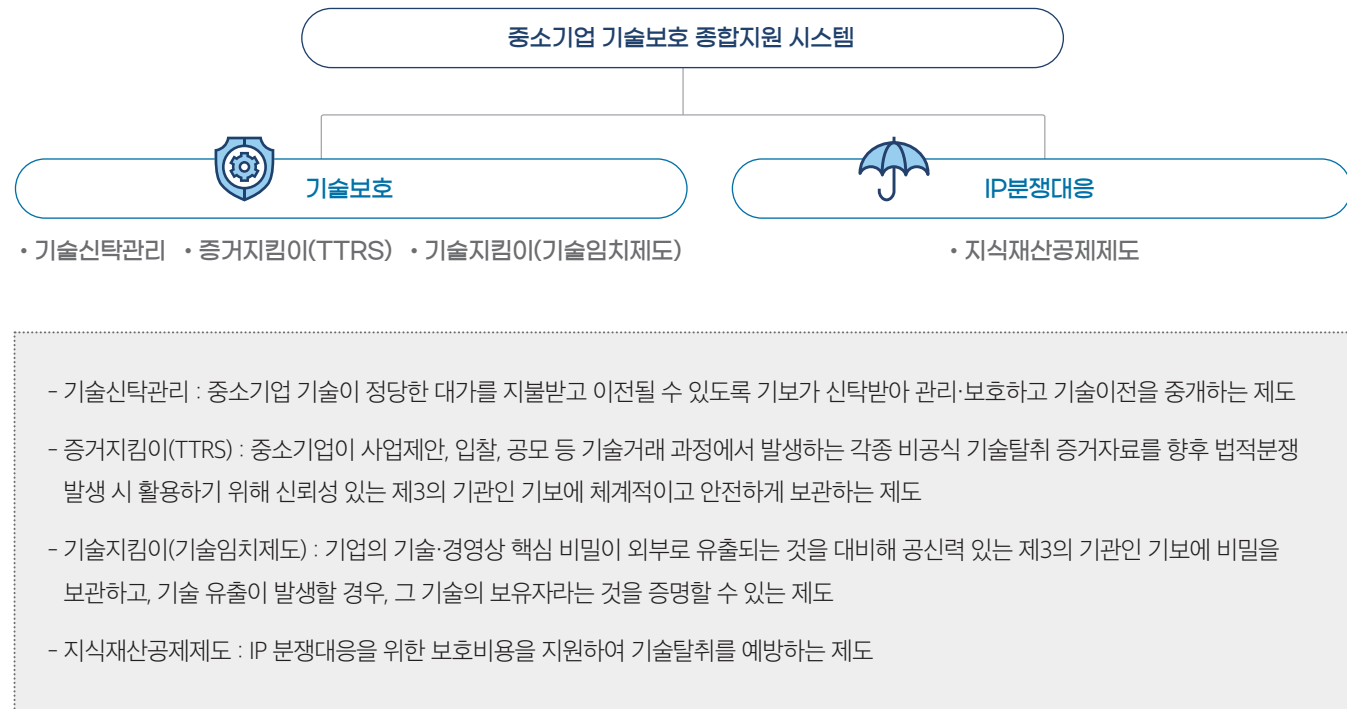 중소기업 기술보호 종합지원 시스템
기술보호
IP분쟁대응
• 기술신탁관리 • 증거지킴이(TTRS) • 기술지킴이(기술임치제도)
• 지식재산공제제도
- 기술신탁관리 : 중소기업 기술이 정당한 대가를 지불받고 이전될 수 있도록 기보가 신탁받아 관리·보호하고 기술이전을 중개하는 제도
- 증거지킴이(TTRS) : 중소기업이 사업제안, 입찰, 공모 등 기술거래 과정에서 발생하는 각종 비공식 기술탈취 증거자료를 향후 법적분쟁
발생 시 활용하기 위해 신뢰성 있는 제3의 기관인 기보에 체계적이고 안전하게 보관하는 제도
- 기술지킴이(기술임치제도) : 기업의 기술·경영상 핵심 비밀이 외부로 유출되는 것을 대비해 공신력 있는 제3의 기관인 기보에 비밀을
보관하고, 기술 유출이 발생할 경우, 그 기술의 보유자라는 것을 증명할 수 있는 제도
- 지식재산공제제도 : IP 분쟁대응을 위한 보호비용을 지원하여 기술탈취를 예방하는 제도